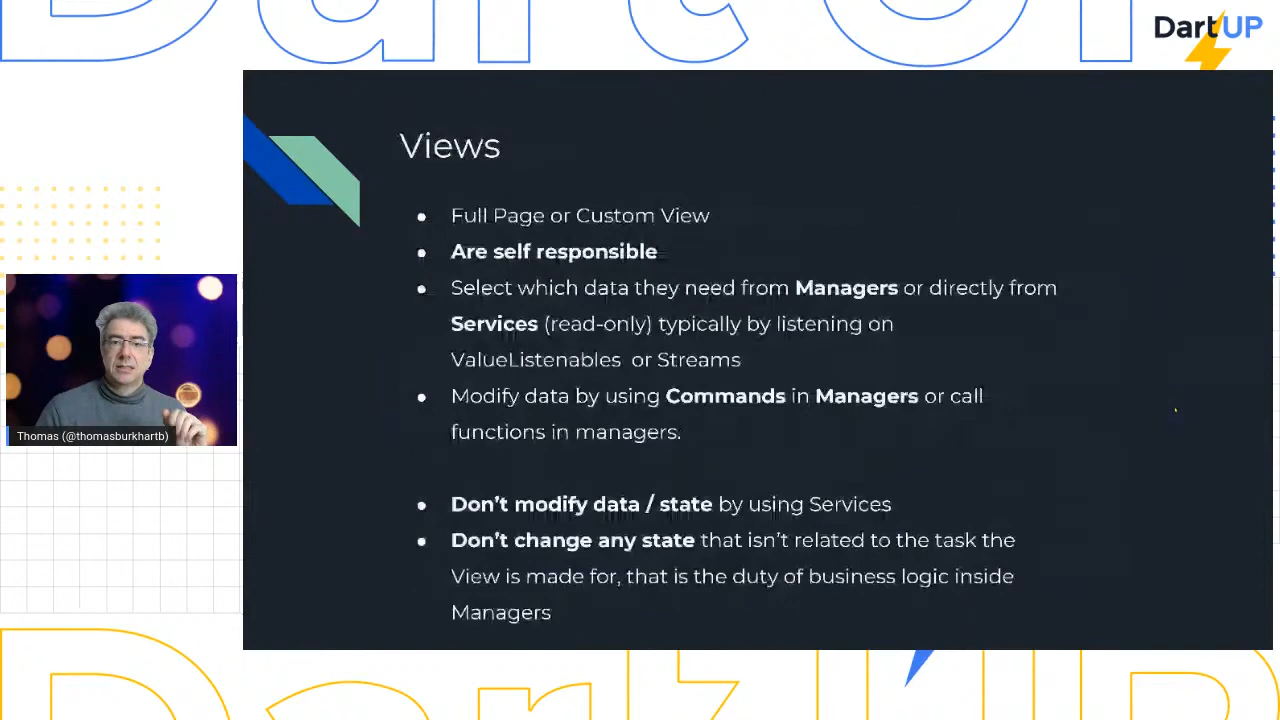 DartUP
Views
Full Page or Custom View
Are self responsible
Select which data they need from Managers or directly from
Services (read-only) typically by listening on
ValueListenables or Streams
Modify data by using Commands in Managers or call
functions in managers.
Don't modify data / state by using Services
Don't change any state that isn't related to the task the
View is made for, that is the duty of business logic inside
Managers
Thomas (@thomasburkhartb)